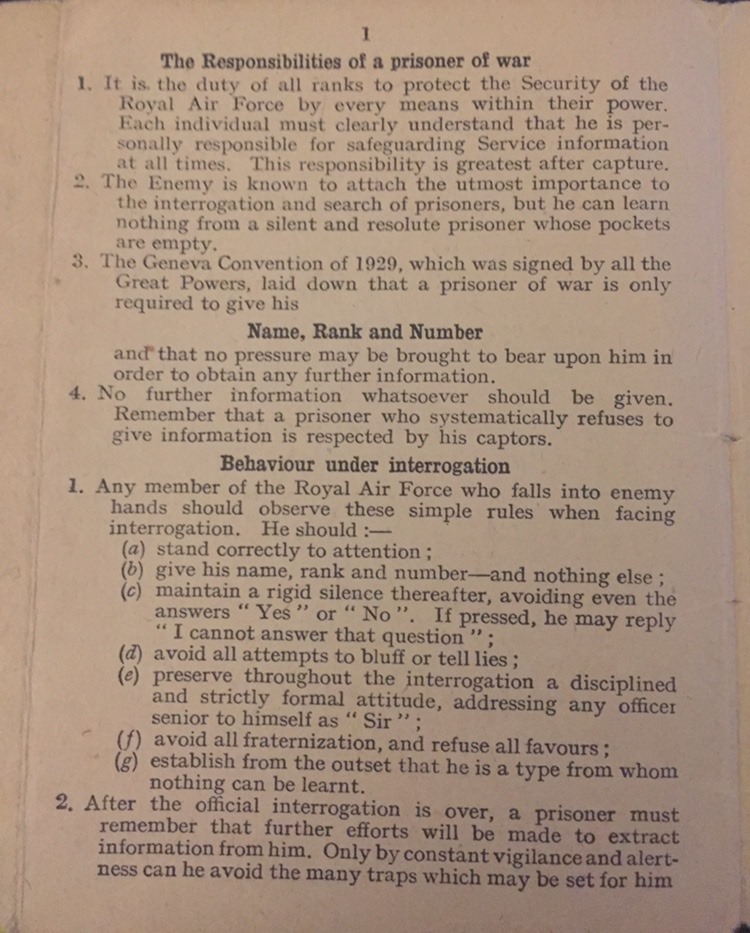 1
The Responsibilities of a prisoner of war
1. It is the duty of all ranks to protect the Security of the
Royal Air Force by every means within their power.
Each individual must clearly understand that he is per-
sonally responsible for safeguarding Service information
at all times. This responsibility is greatest after capture.
2. The Enemy is known to attach the utmost importance to
the interrogation and search of prisoners, but he can learn
nothing from a silent and resolute prisoner whose pockets
are empty.
3. The Geneva Convention of 1929, which was signed by all the
Great Powers, laid down that a prisoner of war is only
required to give his
Name, Rank and Number
and that no pressure may be brought to bear upon him in
order to obtain any further information.
4. No further information whatsoever should be given.
Remember that a prisoner who systematically refuses to
give information is respected by his captors.
Behaviour under interrogation
1. Any member of the Royal Air Force who falls into enemy
hands should observe these simple rules when facing
interrogation. He should :—
(a) stand correctly to attention ;
(b) give his name, rank and number—and nothing else ;
(c) maintain a rigid silence thereafter, avoiding even the
answers “ Yes ” or “ No ”. If pressed, he may reply
“ I cannot answer that question ” ;
(d) avoid all attempts to bluff or tell lies ;
(e) preserve throughout the interrogation a disciplined
and strictly formal attitude, addressing any officer
senior to himself as “ Sir ” ;
(f) avoid all fraternization, and refuse all favours ;
(g) establish from the outset that he is a type from whom
nothing can be learnt.
2. After the official interrogation is over, a prisoner must
remember that further efforts will be made to extract
information from him. Only by constant vigilance and alert-
ness can he avoid the many traps which may be set for him